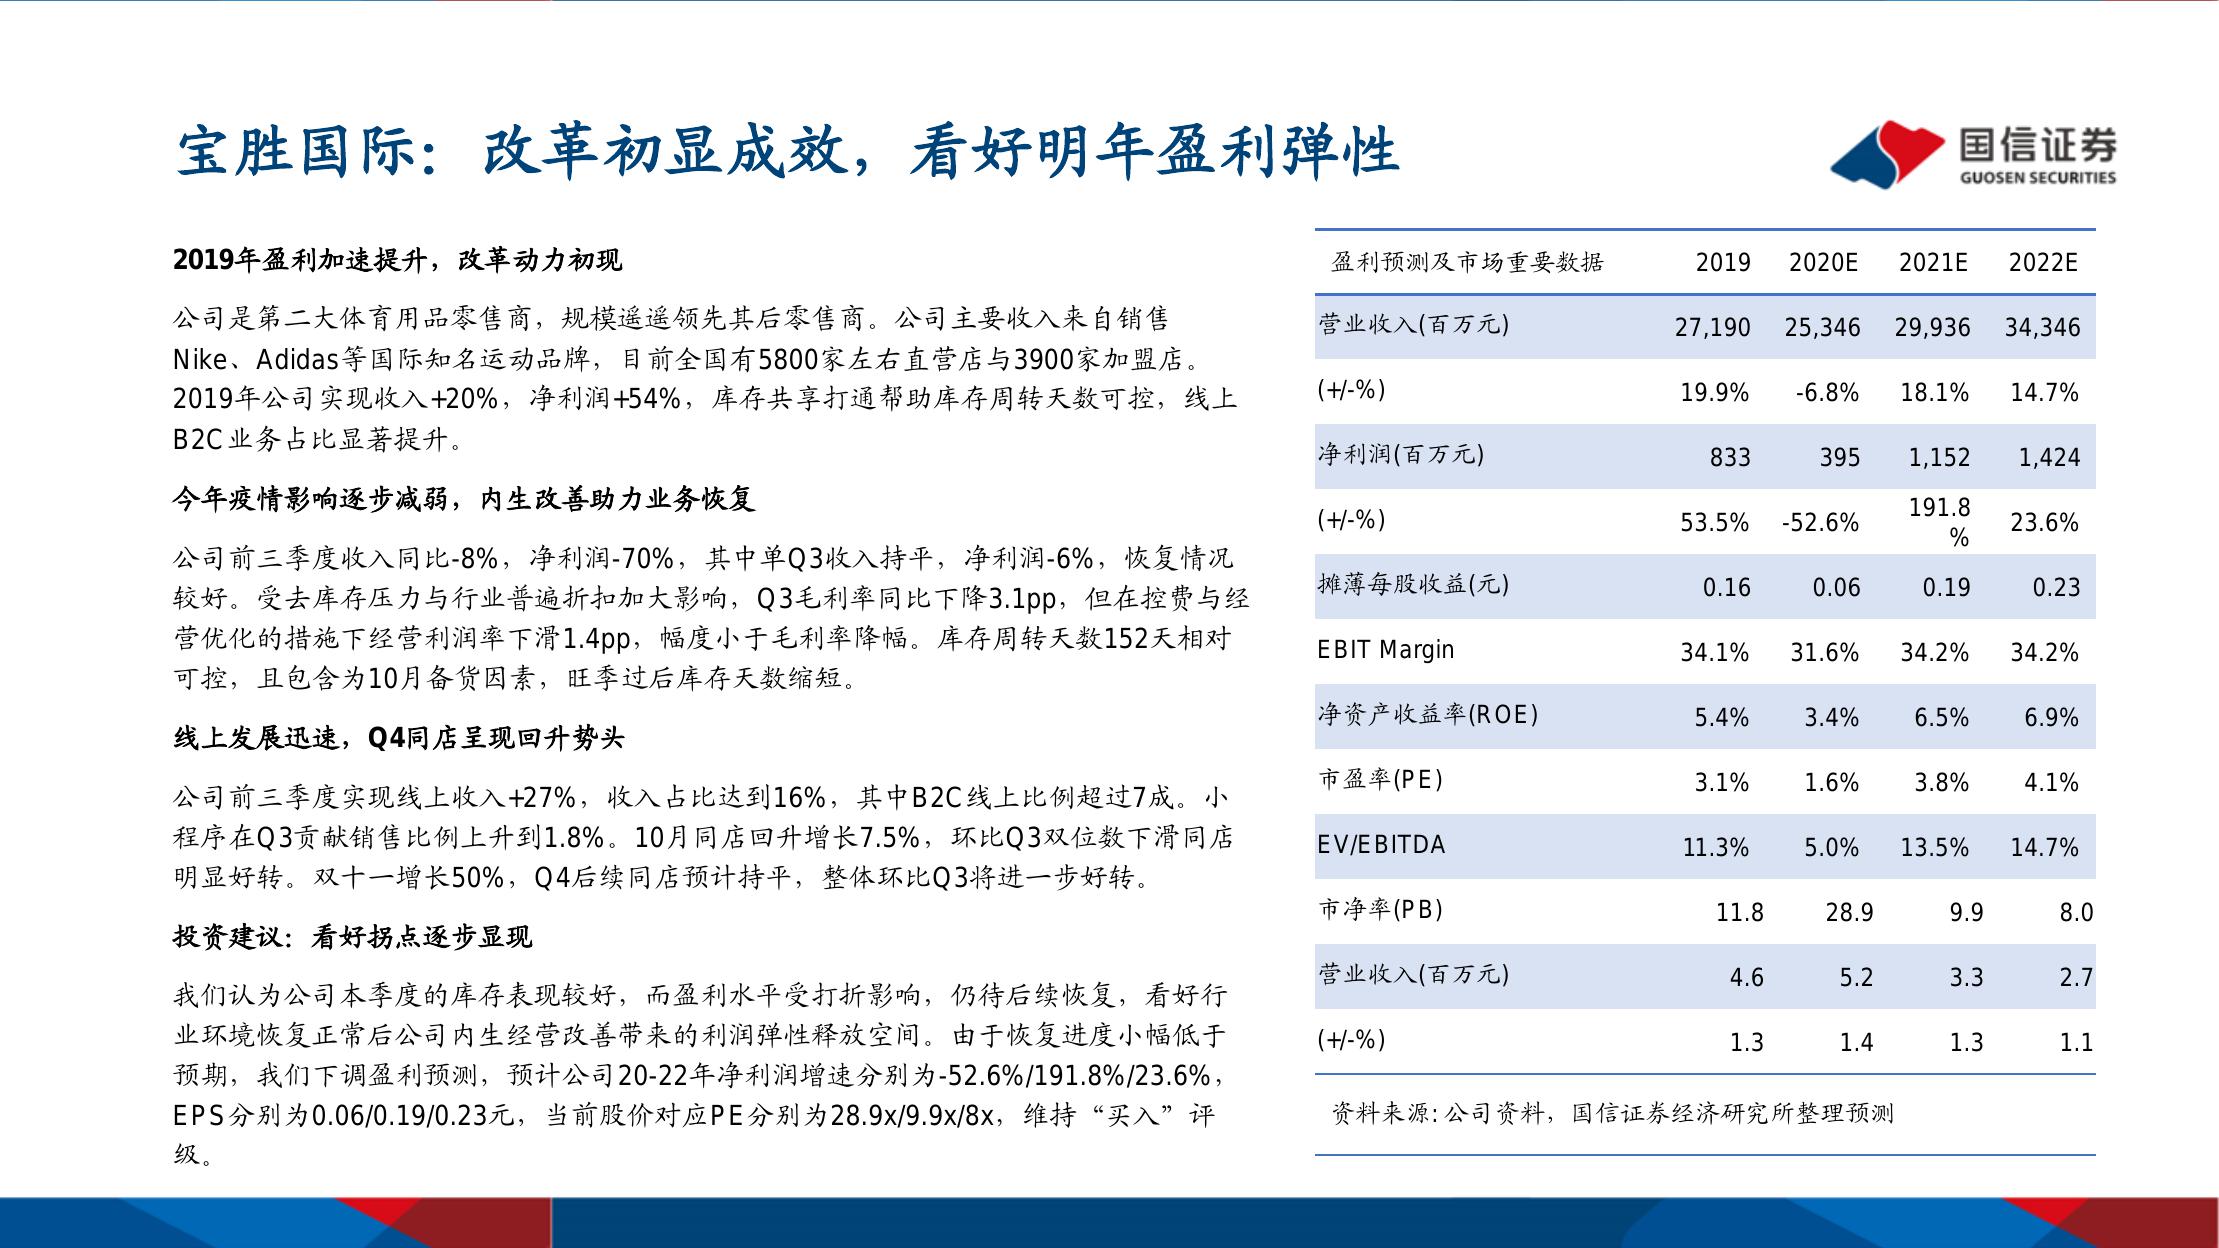 宝胜国际：改革初显成效，看好明年盈利弹性
国信证券
GUOSEN SECURITIES
2019年盈利加速提升，改革动力初现
公司是第二大体育用品零售商，规模遥遥领先其后零售商。公司主要收入来自销售
Nike、Adidas等国际知名运动品牌，目前全国有5800家左右直营店与3900家加盟店。
2019年公司实现收入+20%，净利润+54%，库存共享打通帮助库存周转天数可控，线上
B2C业务占比显著提升。
今年疫情影响逐步减弱，内生改善助力业务恢复
公司前三季度收入同比-8%，净利润-70%，其中单Q3收入持平，净利润-6%，恢复情况
较好。受去库存压力与行业普遍折扣加大影响，Q3毛利率同比下降3.1pp，但在控费与经
营优化的措施下经营利润率下滑1.4pp，幅度小于毛利率降幅。库存周转天数152天相对
可控，且包含为10月备货因素，旺季过后库存天数缩短。
线上发展迅速，Q4同店呈现回升势头
公司前三季度实现线上收入+27%，收入占比达到16%，其中B2C线上比例超过7成。小
程序在Q3贡献销售比例上升到1.8%。10月同店回升增长7.5%，环比Q3双位数下滑同店
明显好转。双十一增长50%，Q4后续同店预计持平，整体环比Q3将进一步好转。
投资建议：看好拐点逐步显现
我们认为公司本季度的库存表现较好，而盈利水平受打折影响，仍待后续恢复，看好行
业环境恢复正常后公司内生经营改善带来的利润弹性释放空间。由于恢复进度小幅低于
预期，我们下调盈利预测，预计公司20-22年净利润增速分别为-52.6%/191.8%/23.6%，
EPS分别为0.06/0.19/0.23元，当前股价对应PE分别为28.9x/9.9x/8x，维持“买入”评
级。
盈利预测及市场重要数据 2019 2020E 2021E 2022E
营业收入(百万元) 27,190 25,346 29,936 34,346
(+/-%) 19.9% -6.8% 18.1% 14.7%
净利润(百万元) 833 395 1,152 1,424
(+/-%) 53.5% -52.6% 191.8% 23.6%
摊薄每股收益(元) 0.16 0.06 0.19 0.23
EBIT Margin 34.1% 31.6% 34.2% 34.2%
净资产收益率(ROE) 5.4% 3.4% 6.5% 6.9%
市盈率(PE) 3.1% 1.6% 3.8% 4.1%
EV/EBITDA 11.3% 5.0% 13.5% 14.7%
市净率(PB) 11.8 28.9 9.9 8.0
营业收入(百万元) 4.6 5.2 3.3 2.7
(+/-%) 1.3 1.4 1.3 1.1
资料来源:公司资料，国信证券经济研究所整理预测